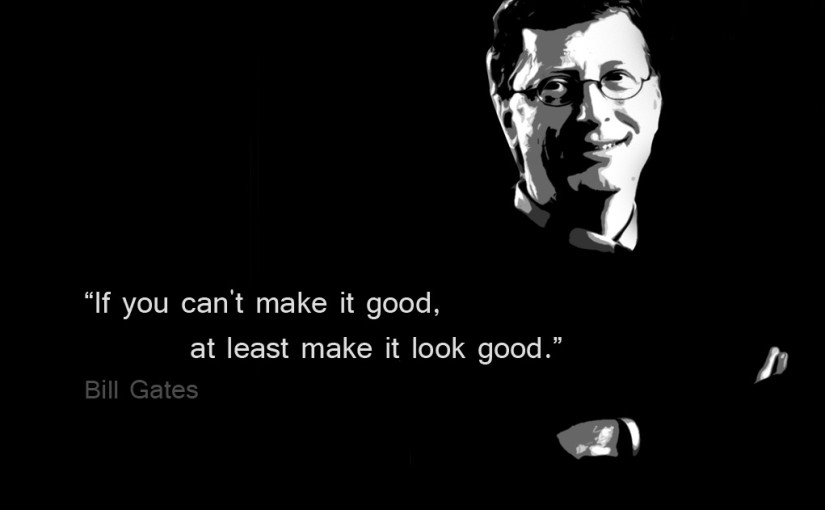 “If you can't make it good,
at least make it look good.”
Bill Gates